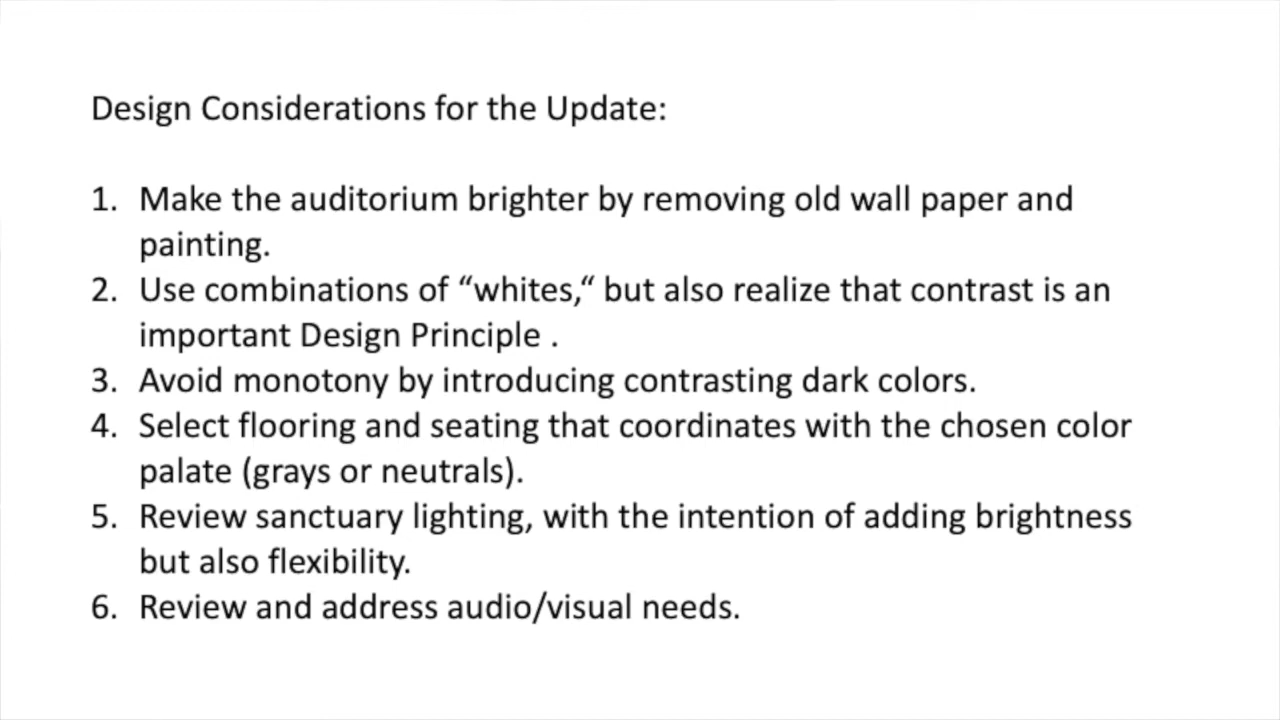 Design Considerations for the Update:
1. Make the auditorium brighter by removing old wall paper and
painting.
2. Use combinations of “whites,“ but also realize that contrast is an
important Design Principle .
3. Avoid monotony by introducing contrasting dark colors.
4. Select flooring and seating that coordinates with the chosen color
palate (grays or neutrals).
5. Review sanctuary lighting, with the intention of adding brightness
but also flexibility.
6. Review and address audio/visual needs.